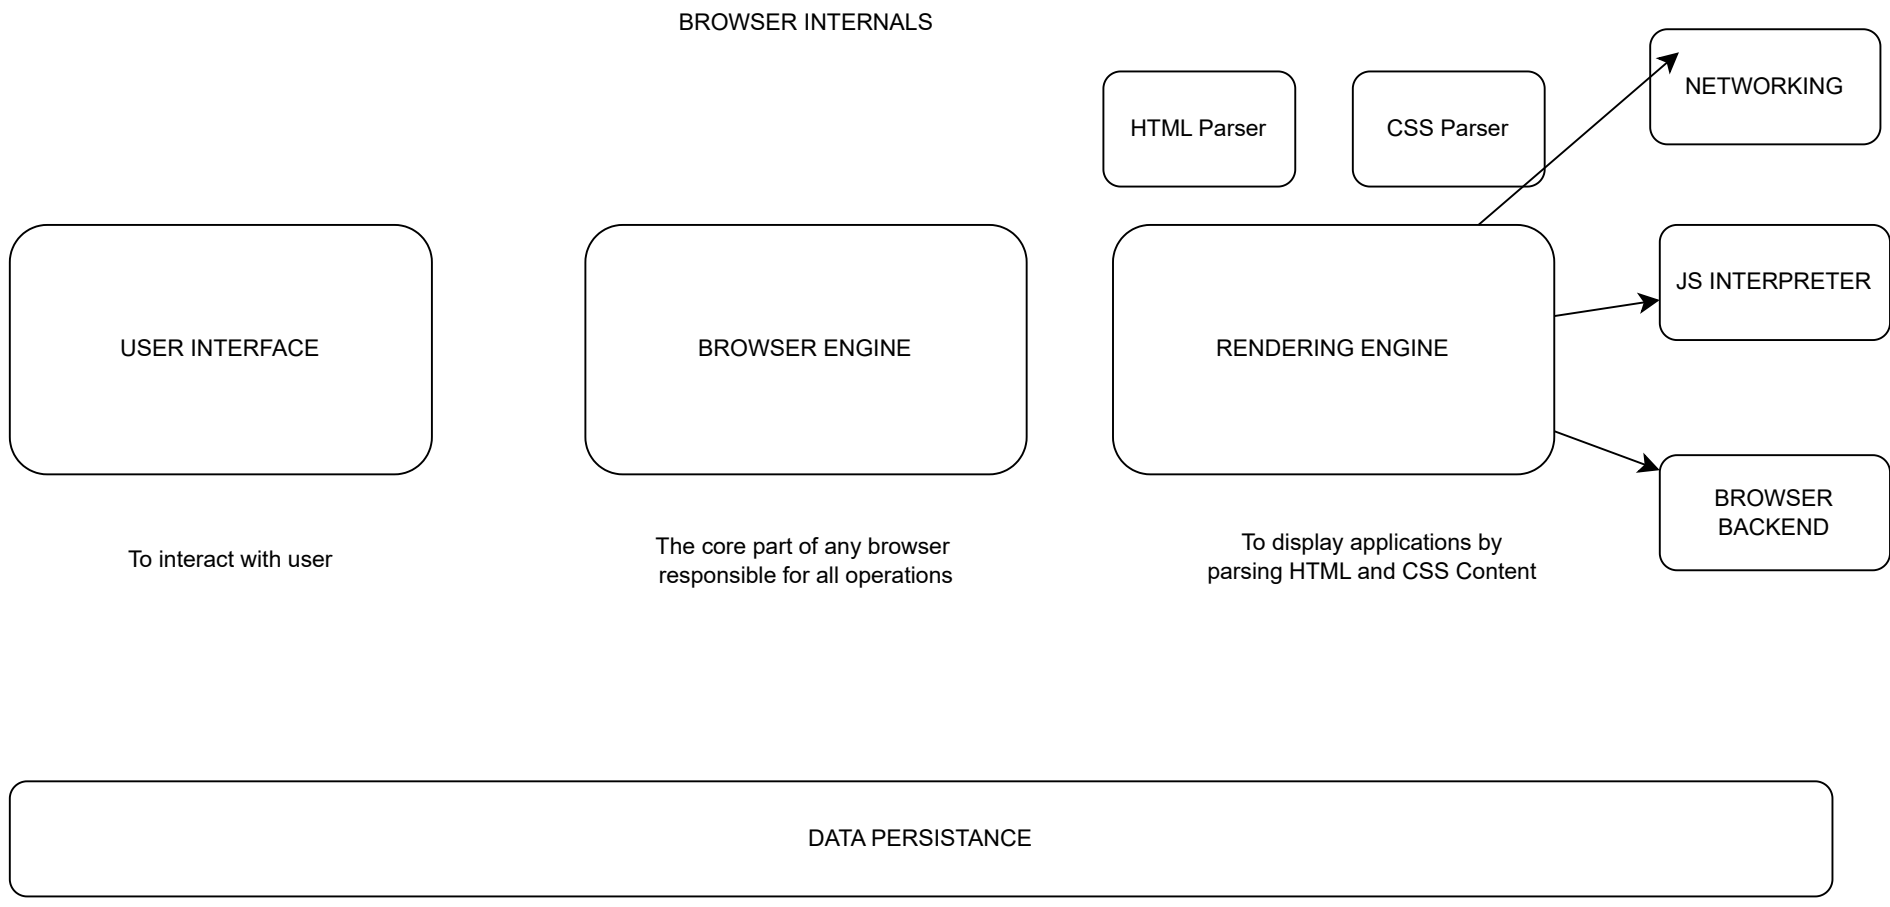 BROWSER INTERNALS
HTML Parser
CSS Parser
NETWORKING
USER INTERFACE
BROWSER ENGINE
RENDERING ENGINE
JS INTERPRETER
BROWSER
BACKEND
To interact with user
The core part of any browser
responsible for all operations
To display applications by
parsing HTML and CSS Content
DATA PERSISTANCE